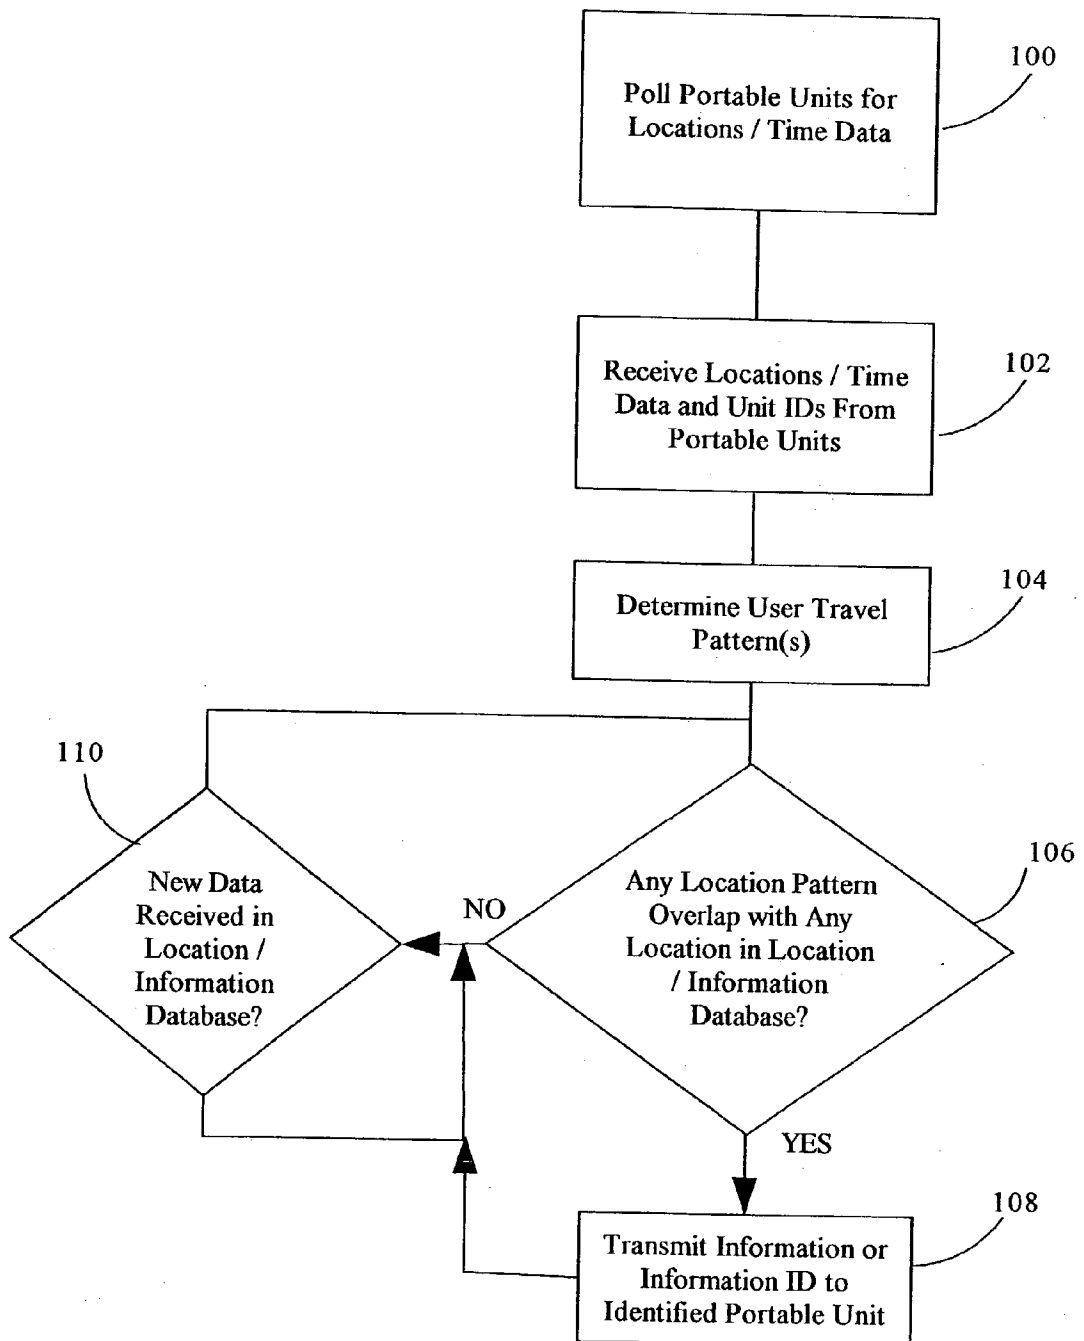 100
Poll Portable Units for
Locations / Time Data
102
Receive Locations / Time
Data and Unit IDs From
Portable Units
104
Determine User Travel
Pattern(s)
110
New Data
Received in
Location /
Information
Database?
NO
106
Any Location Pattern
Overlap with Any
Location in Location
/ Information
Database?
YES
108
Transmit Information or
Information ID to
Identified Portable Unit